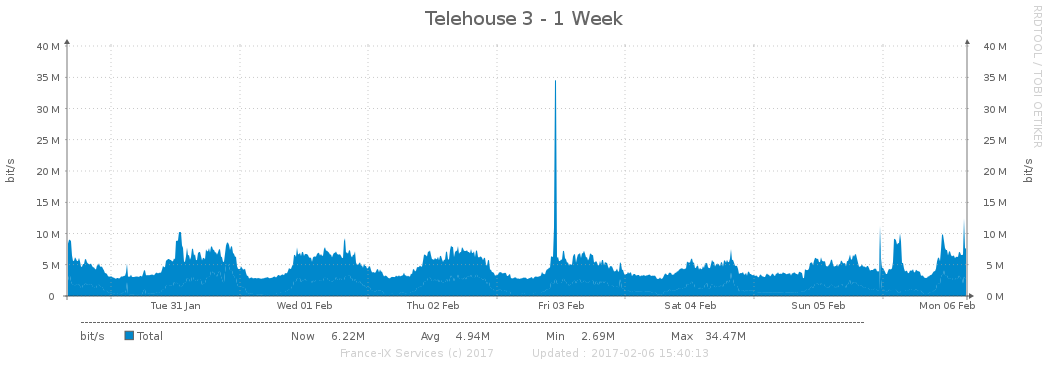 Telehouse 3 - 1 Week
RRDTOOL / TOBI OETIKER
bit/s
bit/s
40 M 40 M
35 M 35 M
30 M 30 M
25 M 25 M
20 M 20 M
15 M 15 M
10 M 10 M
5 M 5 M
0 0 M
Tue 31 Jan Wed 01 Feb Thu 02 Feb Fri 03 Feb Sat 04 Feb Sun 05 Feb Mon 06 Feb
bit/s Total Now 6.22M Avg 4.94M Min 2.69M Max 34.47M
France-IX Services (c) 2017 Updated : 2017-02-06 15:40:13